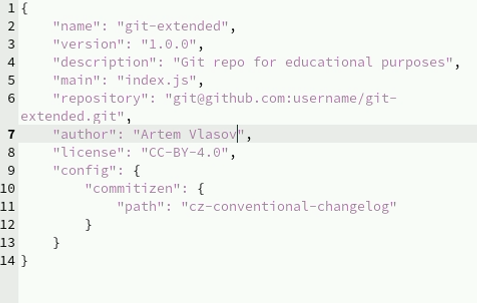 1 {
2     "name": "git-extended",
3     "version": "1.0.0",
4     "description": "Git repo for educational purposes",
5     "main": "index.js",
6     "repository": "git@github.com:username/git-
extended.git",
7     "author": "Artem Vlasov",
8     "license": "CC-BY-4.0",
9     "config": {
10         "commitizen": {
11             "path": "cz-conventional-changelog"
12         }
13     }
14 }